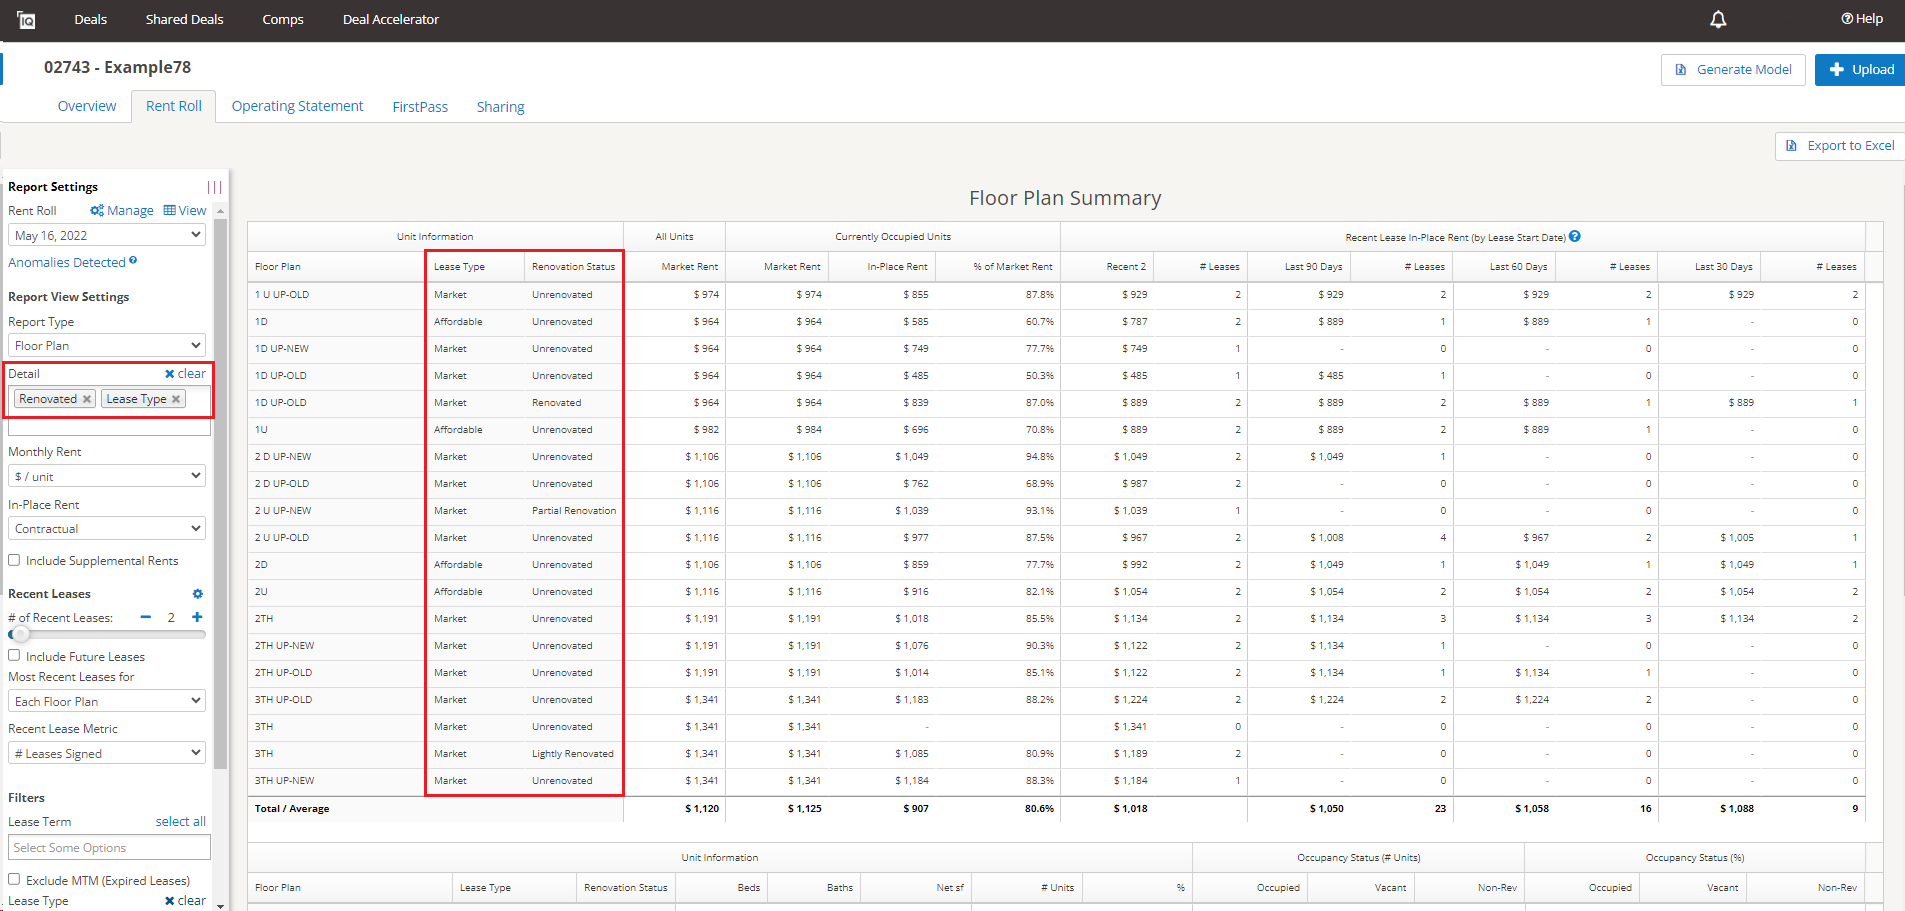 IQ Deals Shared Deals Comps Deal Accelerator Help
02743 - Example78
Generate Model Upload
Overview Rent Roll Operating Statement FirstPass Sharing
Export to Excel
Report Settings
Rent Roll Manage View
May 16, 2022
Anomalies Detected
Report View Settings
Report Type
Floor Plan
Detail clear
Renovated Lease Type
Monthly Rent
$ / unit
In-Place Rent
Contractual
Include Supplemental Rents
Recent Leases
# of Recent Leases: 2
Include Future Leases
Most Recent Leases for
Each Floor Plan
Recent Lease Metric
# Leases Signed
Filters
Lease Term select all
Select Some Options
Exclude MTM (Expired Leases)
Lease Type clear
Floor Plan Summary
Unit Information All Units Currently Occupied Units Recent Lease In-Place Rent (by Lease Start Date)
Floor Plan Lease Type Renovation Status Market Rent Market Rent In-Place Rent % of Market Rent Recent 2 # Leases Last 90 Days # Leases Last 60 Days # Leases Last 30 Days # Leases
1 U UP-OLD Market Unrenovated $ 974 $ 974 $ 855 87.8% $ 929 2 $ 929 2 $ 929 2 $ 929 2
1D Affordable Unrenovated $ 964 $ 964 $ 585 60.7% $ 787 2 $ 889 1 $ 889 1 - 0
1D UP-NEW Market Unrenovated $ 964 $ 964 $ 749 77.7% $ 749 1 - 0 - 0 - 0
1D UP-OLD Market Unrenovated $ 964 $ 964 $ 485 50.3% $ 485 1 $ 485 1 - 0 - 0
1D UP-OLD Market Renovated $ 964 $ 964 $ 839 87.0% $ 889 2 $ 889 2 $ 889 1 $ 889 1
1U Affordable Unrenovated $ 982 $ 984 $ 696 70.8% $ 889 2 $ 889 2 $ 889 1 - 0
2 D UP-NEW Market Unrenovated $ 1,106 $ 1,106 $ 1,049 94.8% $ 1,049 2 $ 1,049 1 - 0 - 0
2 D UP-OLD Market Unrenovated $ 1,106 $ 1,106 $ 762 68.9% $ 987 2 - 0 - 0 - 0
2 U UP-NEW Market Partial Renovation $ 1,116 $ 1,116 $ 1,039 93.1% $ 1,039 1 - 0 - 0 - 0
2 U UP-OLD Market Unrenovated $ 1,116 $ 1,116 $ 977 87.5% $ 967 2 $ 1,008 4 $ 967 2 $ 1,005 1
2D Affordable Unrenovated $ 1,106 $ 1,106 $ 859 77.7% $ 992 2 $ 1,049 1 $ 1,049 1 $ 1,049 1
2U Affordable Unrenovated $ 1,116 $ 1,116 $ 916 82.1% $ 1,054 2 $ 1,054 2 $ 1,054 2 $ 1,054 2
2TH Market Unrenovated $ 1,191 $ 1,191 $ 1,018 85.5% $ 1,134 2 $ 1,134 3 $ 1,134 3 $ 1,134 2
2TH UP-NEW Market Unrenovated $ 1,191 $ 1,191 $ 1,076 90.3% $ 1,122 2 $ 1,134 1 - 0 - 0
2TH UP-OLD Market Unrenovated $ 1,191 $ 1,191 $ 1,014 85.1% $ 1,122 2 $ 1,134 1 $ 1,134 1 - 0
3TH UP-OLD Market Unrenovated $ 1,341 $ 1,341 $ 1,183 88.2% $ 1,224 2 $ 1,224 2 $ 1,224 2 - 0
3TH Market Unrenovated $ 1,341 $ 1,341 - $ 1,341 0 - 0 - 0 - 0
3TH Market Lightly Renovated $ 1,341 $ 1,341 $ 1,085 80.9% $ 1,189 2 - 0 - 0 - 0
3TH UP-NEW Market Unrenovated $ 1,341 $ 1,341 $ 1,184 88.3% $ 1,184 1 - 0 - 0 - 0
Total / Average $ 1,120 $ 1,125 $ 907 80.6% $ 1,018 $ 1,050 23 $ 1,058 16 $ 1,088 9
Unit Information Occupancy Status (# Units) Occupancy Status (%)
Floor Plan Lease Type Renovation Status Beds Baths Net sf # Units % Occupied Vacant Non-Rev Occupied Vacant Non-Rev